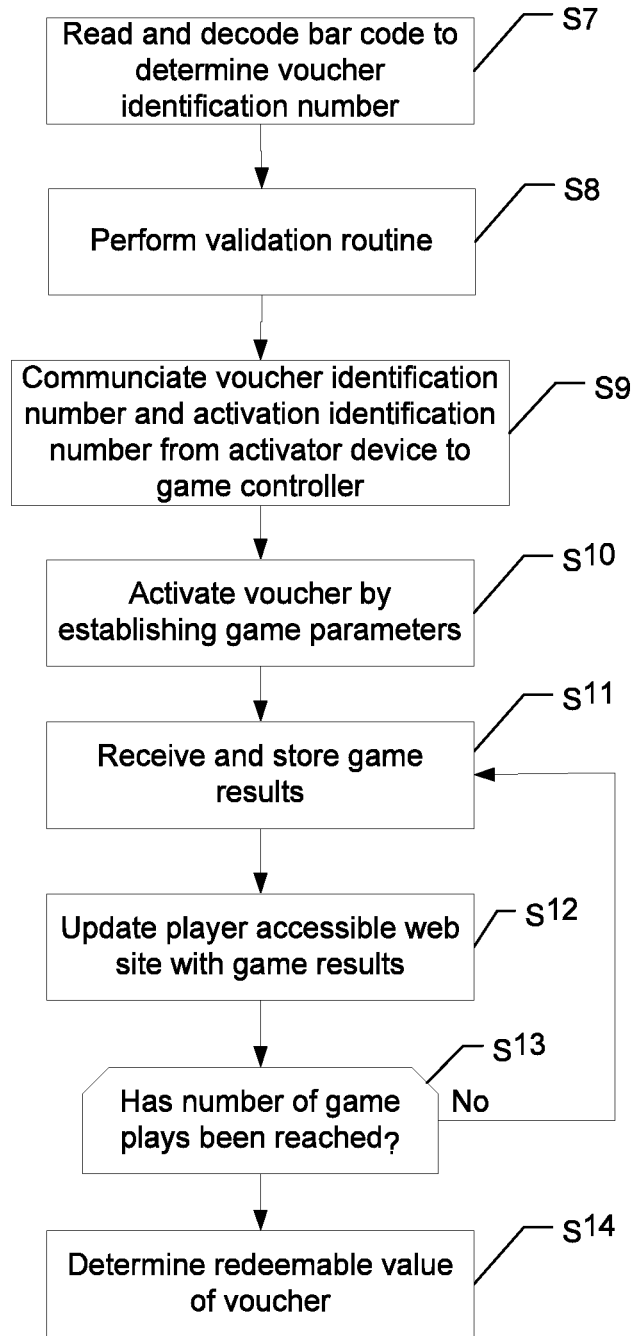 Read and decode bar code to
determine voucher
identification number
S7
Perform validation routine
S8
Communciate voucher identification
number and activation identification
number from activator device to
game controller
S9
Activate voucher by
establishing game parameters
S10
Receive and store game
results
S11
Update player accessible web
site with game results
S12
Has number of game
plays been reached?
S13
No
Determine redeemable value
of voucher
S14